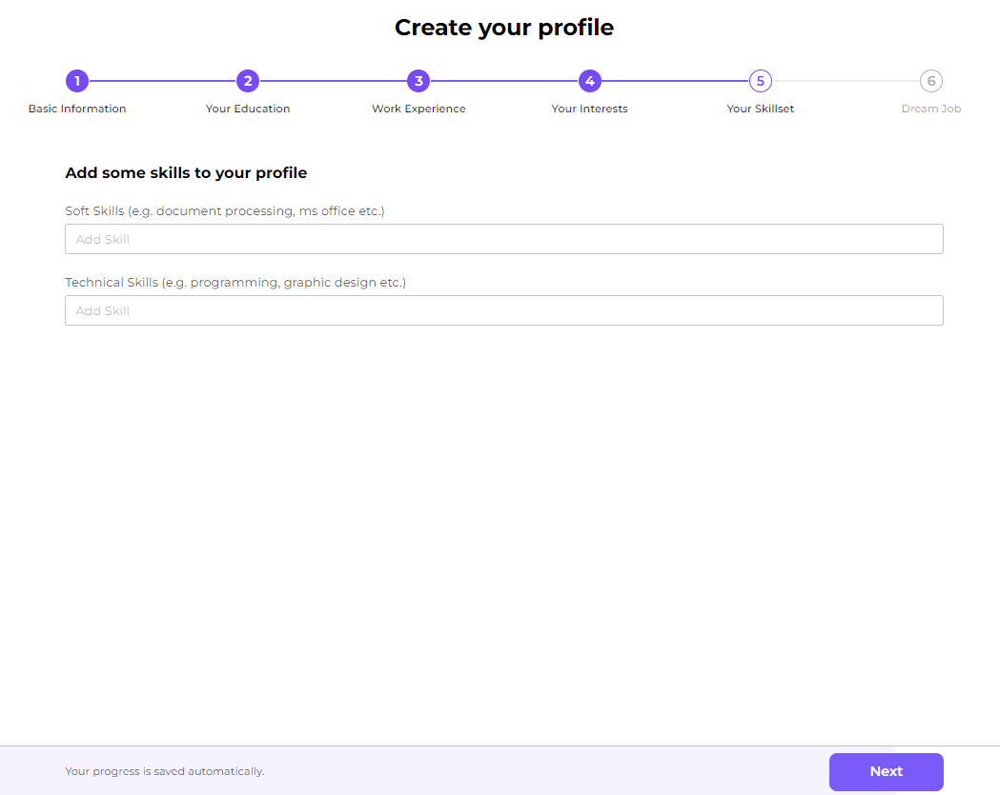 Create your profile
1 2 3 4 5 6
Basic Information Your Education Work Experience Your Interests Your Skillset Dream Job
Add some skills to your profile
Soft Skills (e.g. document processing, ms office etc.)
Add Skill
Technical Skills (e.g. programming, graphic design etc.)
Add Skill
Your progress is saved automatically. Next